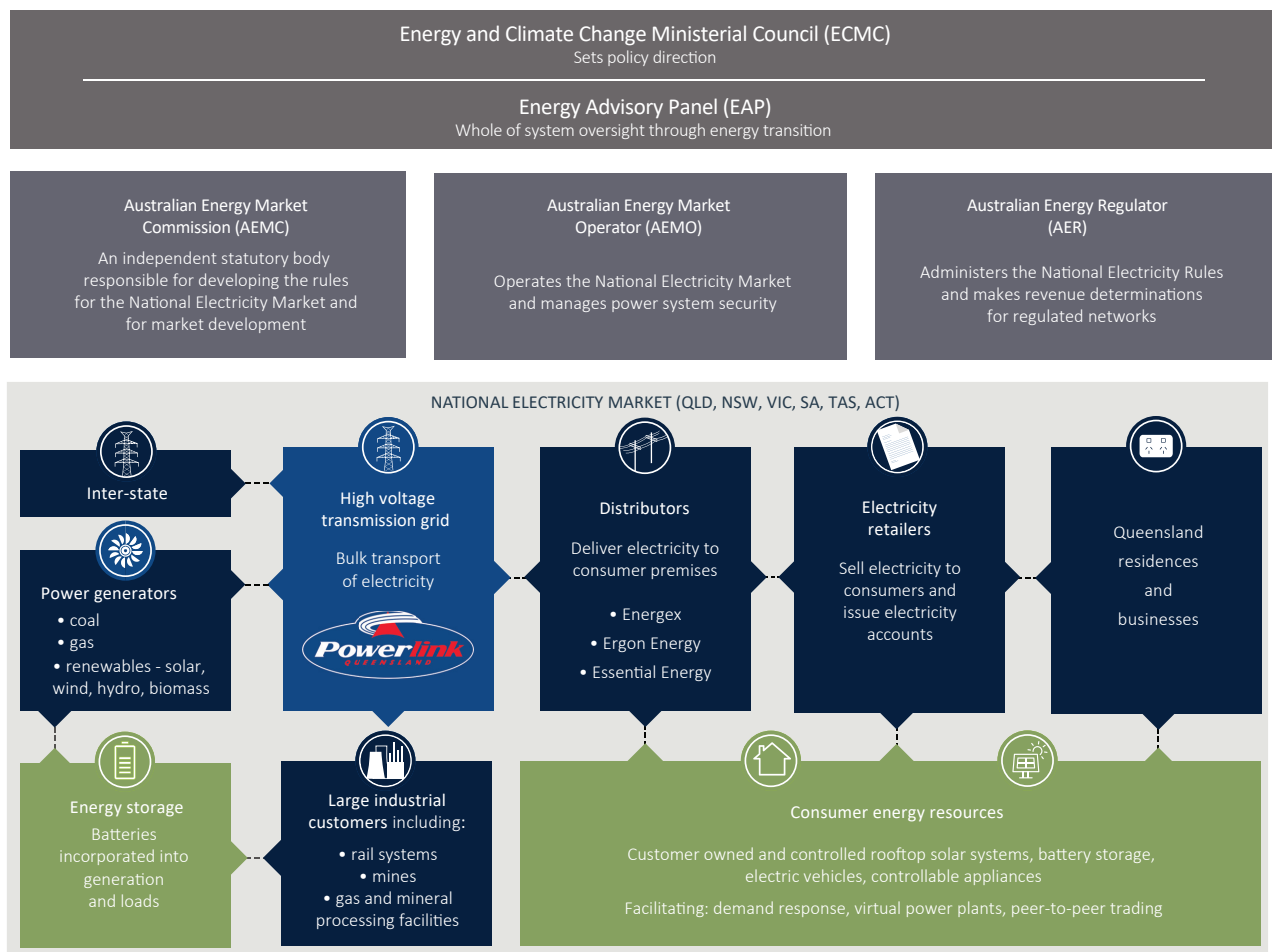 Energy and Climate Change Ministerial Council (ECMC)
Sets policy direction
Energy Advisory Panel (EAP)
Whole of system oversight through energy transition
Australian Energy Market
Commission (AEMC)
An independent statutory body
responsible for developing the rules
for the National Electricity Market and
for market development
Australian Energy Market
Operator (AEMO)
Operates the National Electricity Market
and manages power system security
Australian Energy Regulator
(AER)
Administers the National Electricity Rules
and makes revenue determinations
for regulated networks
NATIONAL ELECTRICITY MARKET (QLD, NSW, VIC, SA, TAS, ACT)
Inter-state
Power generators
• coal
• gas
• renewables - solar,
wind, hydro, biomass
High voltage
transmission grid
Bulk transport
of electricity
Powerlink
QUEENSLAND
Distributors
Deliver electricity to
consumer premises
• Energex
• Ergon Energy
• Essential Energy
Electricity
retailers
Sell electricity to
consumers and
issue electricity
accounts
Queensland
residences
and
businesses
Energy storage
Batteries
incorporated into
generation
and loads
Large industrial
customers including:
• rail systems
• mines
• gas and mineral
processing facilities
Consumer energy resources
Customer owned and controlled rooftop solar systems, battery storage,
electric vehicles, controllable appliances
Facilitating: demand response, virtual power plants, peer-to-peer trading